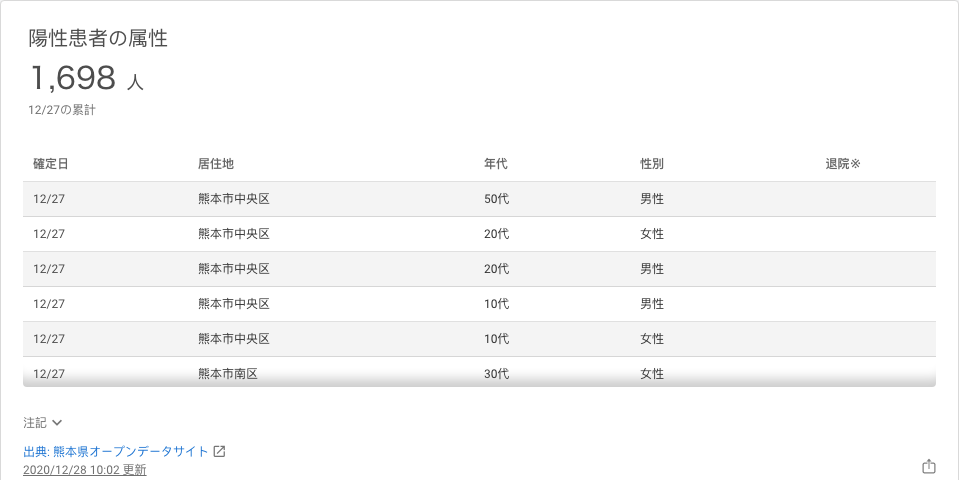 陽性患者の属性
1,698 人
12/27の累計
確定日 居住地 年代 性別 退院※
12/27 熊本市中央区 50代 男性
12/27 熊本市中央区 20代 女性
12/27 熊本市中央区 20代 男性
12/27 熊本市中央区 10代 男性
12/27 熊本市中央区 10代 女性
12/27 熊本市南区 30代 女性
注記
出典: 熊本県オープンデータサイト
2020/12/28 10:02 更新